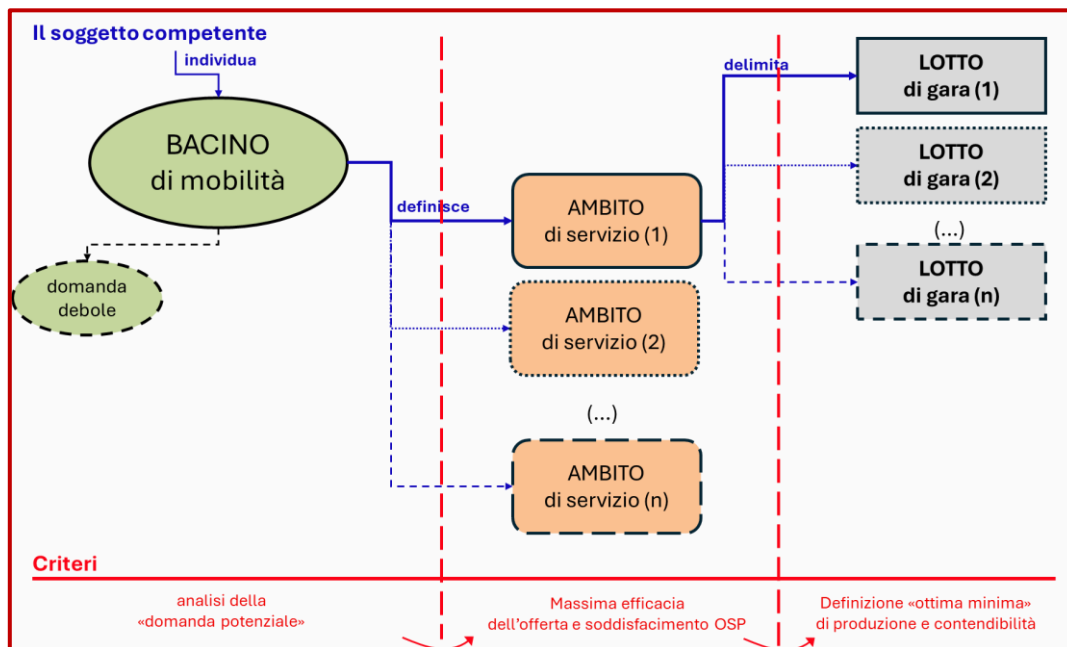 Il soggetto competente
individua
BACINO
di mobilità
domanda
debole
definisce
AMBITO
di servizio (1)
AMBITO
di servizio (2)
(...)
AMBITO
di servizio (n)
delimita
LOTTO
di gara (1)
LOTTO
di gara (2)
(...)
LOTTO
di gara (n)
Criteri
analisi della
«domanda potenziale»
Massima efficacia
dell'offerta e soddisfacimento OSP
Definizione «ottima minima»
di produzione e contendibilità